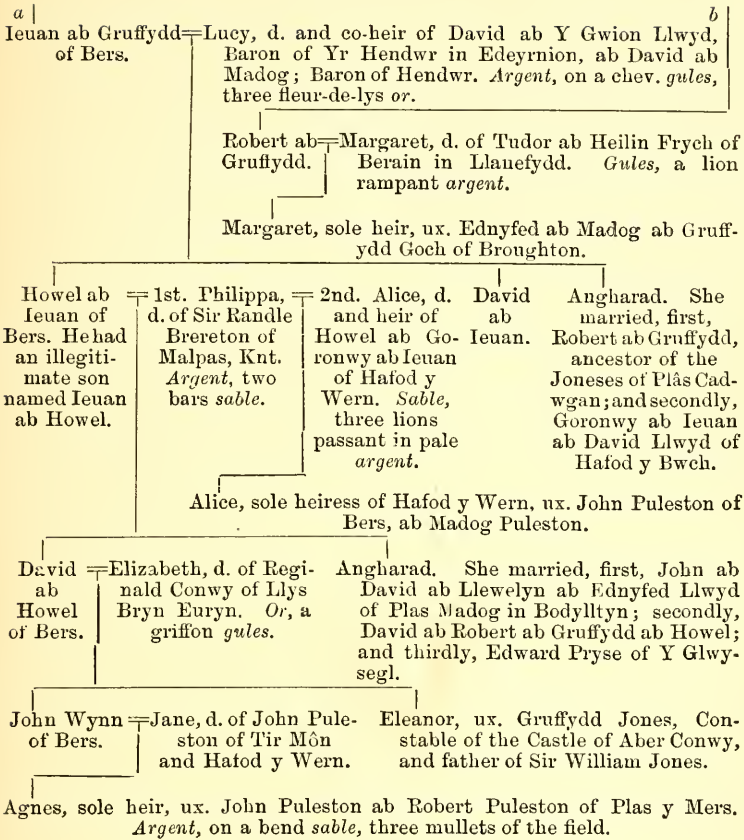 a
b
Ieuan ab Gruffydd=Lucy, d. and co-heir of David ab Y Gwion Llwyd,
of Bers.
Baron of Yr Hendwr in Edeyrnion, ab David ab
Madog; Baron of Hendwr. Argent, on a chev. gules,
three fleur-de-lys or.
Robert ab=Margaret, d. of Tudor ab Heilin Frych of
Gruffydd.
Berain in Llanefydd. Gules, a lion
rampant argent.
Margaret, sole heir, ux. Ednyfed ab Madog ab Gruff-
ydd Goch of Broughton.
Howel ab
Ieuan of
Bers. He had
an illegiti-
mate son
named Ieuan
ab Howel.
= 1st. Philippa,
d. of Sir Randle
Brereton of
Malpas, Knt.
Argent, two
bars sable.
= 2nd. Alice, d.
and heir of
Howel ab Go-
ronwy ab Ieuan
of Hafod y
Wern. Sable,
three lions
passant in pale
argent.
David
ab
Ieuan.
Angharad. She
married, first,
Robert ab Gruffydd,
ancestor of the
Joneses of Plâs Cad-
wgan; and secondly,
Goronwy ab Ieuan
ab David Llwyd of
Hafod y Bwch.
Alice, sole heiress of Hafod y Wern, ux. John Puleston of
Bers, ab Madog Puleston.
David
ab
Howel
of Bers.
=Elizabeth, d. of Regi-
nald Conwy of Llys
Bryn Euryn. Or, a
griffon gules.
Angharad. She married, first, John ab
David ab Llewelyn ab Ednyfed Llwyd
of Plas Madog in Bodylltyn; secondly,
David ab Robert ab Gruffydd ab Howel;
and thirdly, Edward Pryse of Y Glwy-
segl.
John Wynn
of Bers.
=Jane, d. of John Pule-
ston of Tir Môn
and Hafod y Wern.
Eleanor, ux. Gruffydd Jones, Con-
stable of the Castle of Aber Conwy,
and father of Sir William Jones.
Agnes, sole heir, ux. John Puleston ab Robert Puleston of Plas y Mers.
Argent, on a bend sable, three mullets of the field.